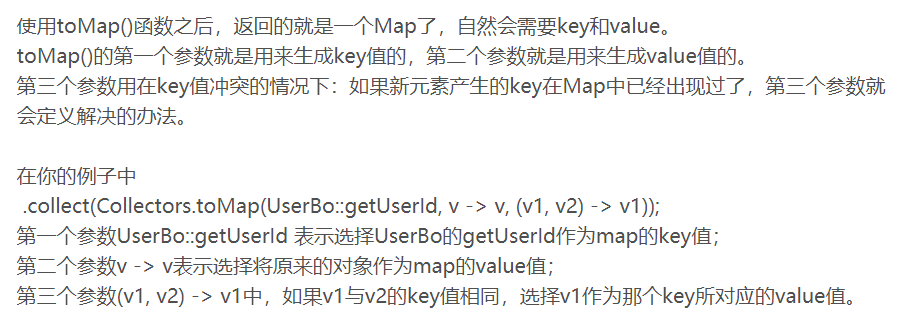 使用toMap()函数之后，返回的就是一个Map了，自然会需要key和value。
toMap()的第一个参数就是用来生成key值的，第二个参数就是用来生成value值的。
第三个参数用在key值冲突的情况下：如果新元素产生的key在Map中已经出现过了，第三个参数就
会定义解决的办法。
在你的例子中
.collect(Collectors.toMap(UserBo::getUserId, v -> v, (v1, v2) -> v1));
第一个参数UserBo::getUserId 表示选择UserBo的getUserId作为map的key值；
第二个参数v -> v表示选择将原来的对象作为map的value值；
第三个参数(v1, v2) -> v1中，如果v1与v2的key值相同，选择v1作为那个key所对应的value值。